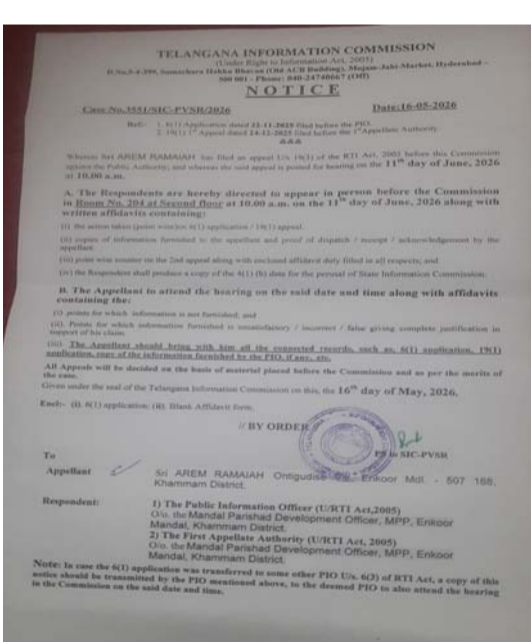 TELANGANA INFORMATION COMMISSION
(Under Right to Information Act, 2005)
D.No.5-4-399, Samachara Hakku Bhavan (Old ACB Building), Mojam-Jahi-Market, Hyderabad –
500 001 - Phone: 040-24740667 (Off)
NOTICE
Case No.3551/SIC-PVSR/2026 Date:16-05-2026
Ref:- 1. 6(1) Application dated 22-11-2025 filed before the PIO.
2. 19(1) 1st Appeal dated 24-12-2025 filed before the 1st Appellate Authority.
&&&
Whereas Sri AREM RAMAIAH has filed an appeal U/s 19(3) of the RTI Act, 2005 before this Commission
against the Public Authority; and whereas the said appeal is posted for hearing on the 11th day of June, 2026
at 10.00 a.m.
A. The Respondents are hereby directed to appear in person before the Commission
in Room No. 204 at Second floor at 10.00 a.m. on the 11th day of June, 2026 along with
written affidavits containing:
(i) the action taken (point wise) on 6(1) application / 19(1) appeal.
(ii) copies of information furnished to the appellant and proof of dispatch / receipt / acknowledgement by the
appellant.
(iii) point wise counter on the 2nd appeal along with enclosed affidavit duly filled in all respects; and
(iv) the Respondent shall produce a copy of the 4(1) (b) data for the perusal of State Information Commission.
B. The Appellant to attend the hearing on the said date and time along with affidavits
containing the:
(i) points for which information is not furnished; and
(ii). Points for which information furnished is unsatisfactory / incorrect / false giving complete justification in
support of his claim.
(iii) The Appellant should bring with him all the connected records, such as, 6(1) application, 19(1)
application, copy of the information furnished by the PIO, if any, etc.
All Appeals will be decided on the basis of material placed before the Commission and as per the merits of
the case.
Given under the seal of the Telangana Information Commission on this, the 16th day of May, 2026.
Encl:- (i). 6(1) application; (ii). Blank Affidavit form.
// BY ORDER
PS to SIC-PVSR
To
Appellant Sri AREM RAMAIAH Ontigudise Enkoor Mdl. - 507 168,
Khammam District.
Respondent: 1) The Public Information Officer (U/RTI Act,2005)
O/o. the Mandal Parishad Development Officer, MPP, Enkoor
Mandal, Khammam District.
2) The First Appellate Authority (U/RTI Act, 2005)
O/o. the Mandal Parishad Development Officer, MPP, Enkoor
Mandal, Khammam District.
Note: In case the 6(1) application was transferred to some other PIO U/s. 6(3) of RTI Act, a copy of this
notice should be transmitted by the PIO mentioned above, to the deemed PIO to also attend the hearing
in the Commission on the said date and time.